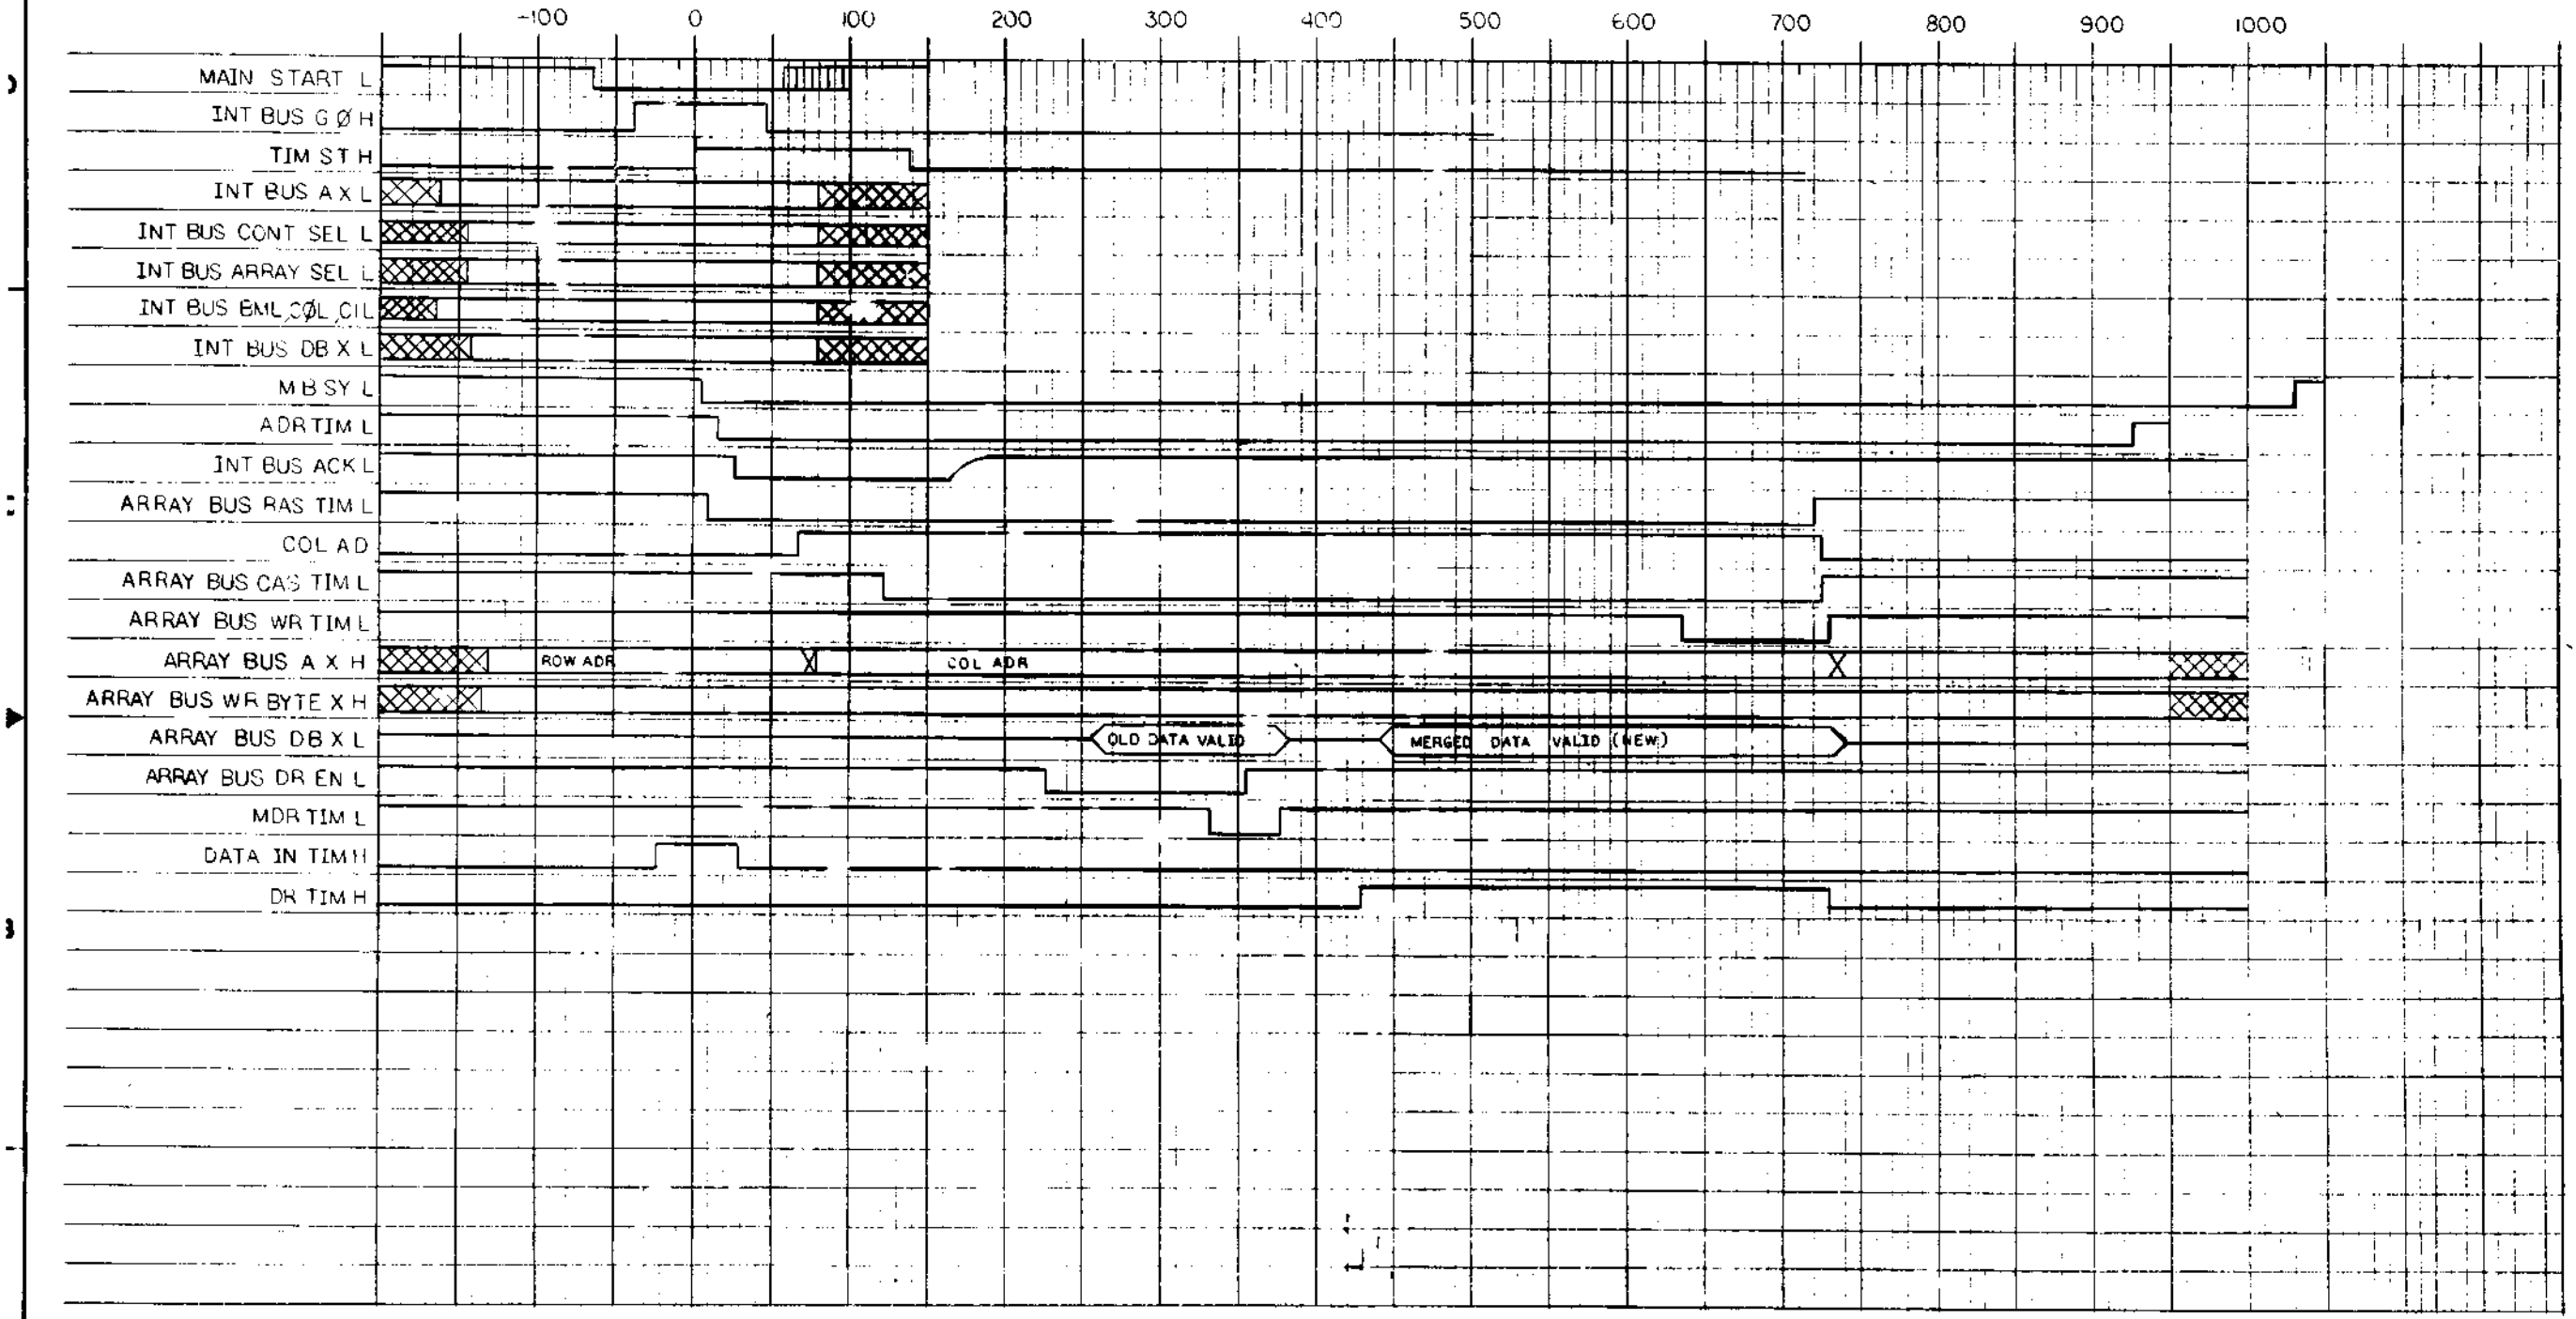 -100 0 100 200 300 400 500 600 700 800 900 1000
MAIN START L
INT BUS G Ø H
TIM ST H
INT BUS A X L
INT BUS CONT SEL L
INT BUS ARRAY SEL L
INT BUS BML, CØL, C1L
INT BUS DB X L
M B SY L
ADR TIM L
INT BUS ACK L
ARRAY BUS RAS TIM L
COL AD
ARRAY BUS CAS TIM L
ARRAY BUS WR TIM L
ARRAY BUS A X H ROW ADR COL ADR
ARRAY BUS WR BYTE X H
ARRAY BUS DB X L OLD DATA VALID MERGED DATA VALID (NEW)
ARRAY BUS DR EN L
MDR TIM L
DATA IN TIM H
DR TIM H